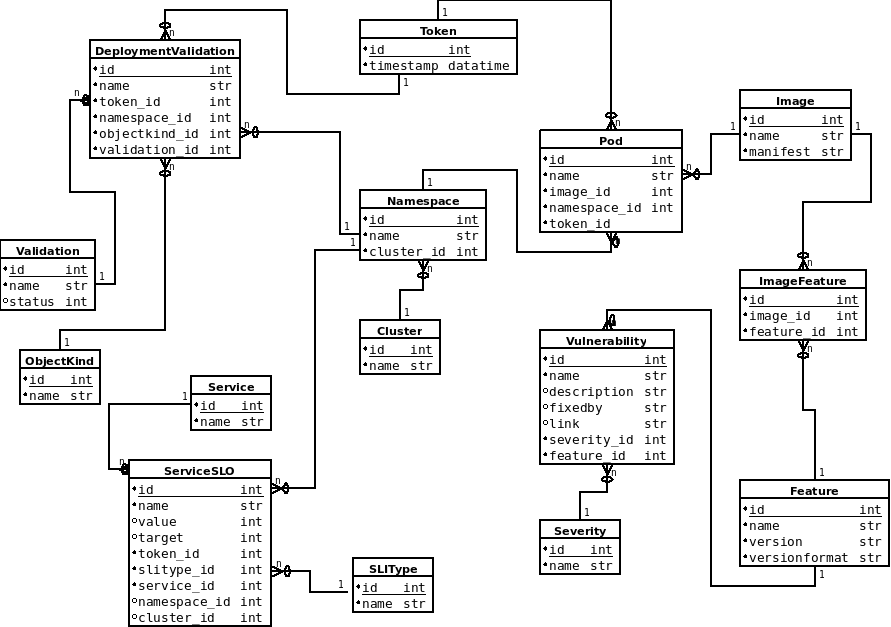 DeploymentValidation
id int
name str
token_id int
namespace_id int
objectkind_id int
validation_id int
n
n
n
n
Token
id int
timestamp datatime
1
1
Pod
id int
name str
image_id int
namespace_id int
token_id
n
n
n
Image
id int
name str
manifest str
1
1
Namespace
id int
name str
cluster_id int
1
1
1
n
Validation
id int
name str
status int
1
ImageFeature
id int
image_id int
feature_id int
n
n
Cluster
id int
name str
1
Vulnerability
id int
name str
description str
fixedby str
link str
severity_id int
feature_id int
n
n
ObjectKind
id int
name str
1
Service
id int
name str
1
ServiceSLO
id int
name str
value int
target int
token_id int
slitype_id int
service_id int
namespace_id int
cluster_id int
n
n
n
SLIType
id int
name str
1
Severity
id int
name str
1
Feature
id int
name str
version str
versionformat str
1
1